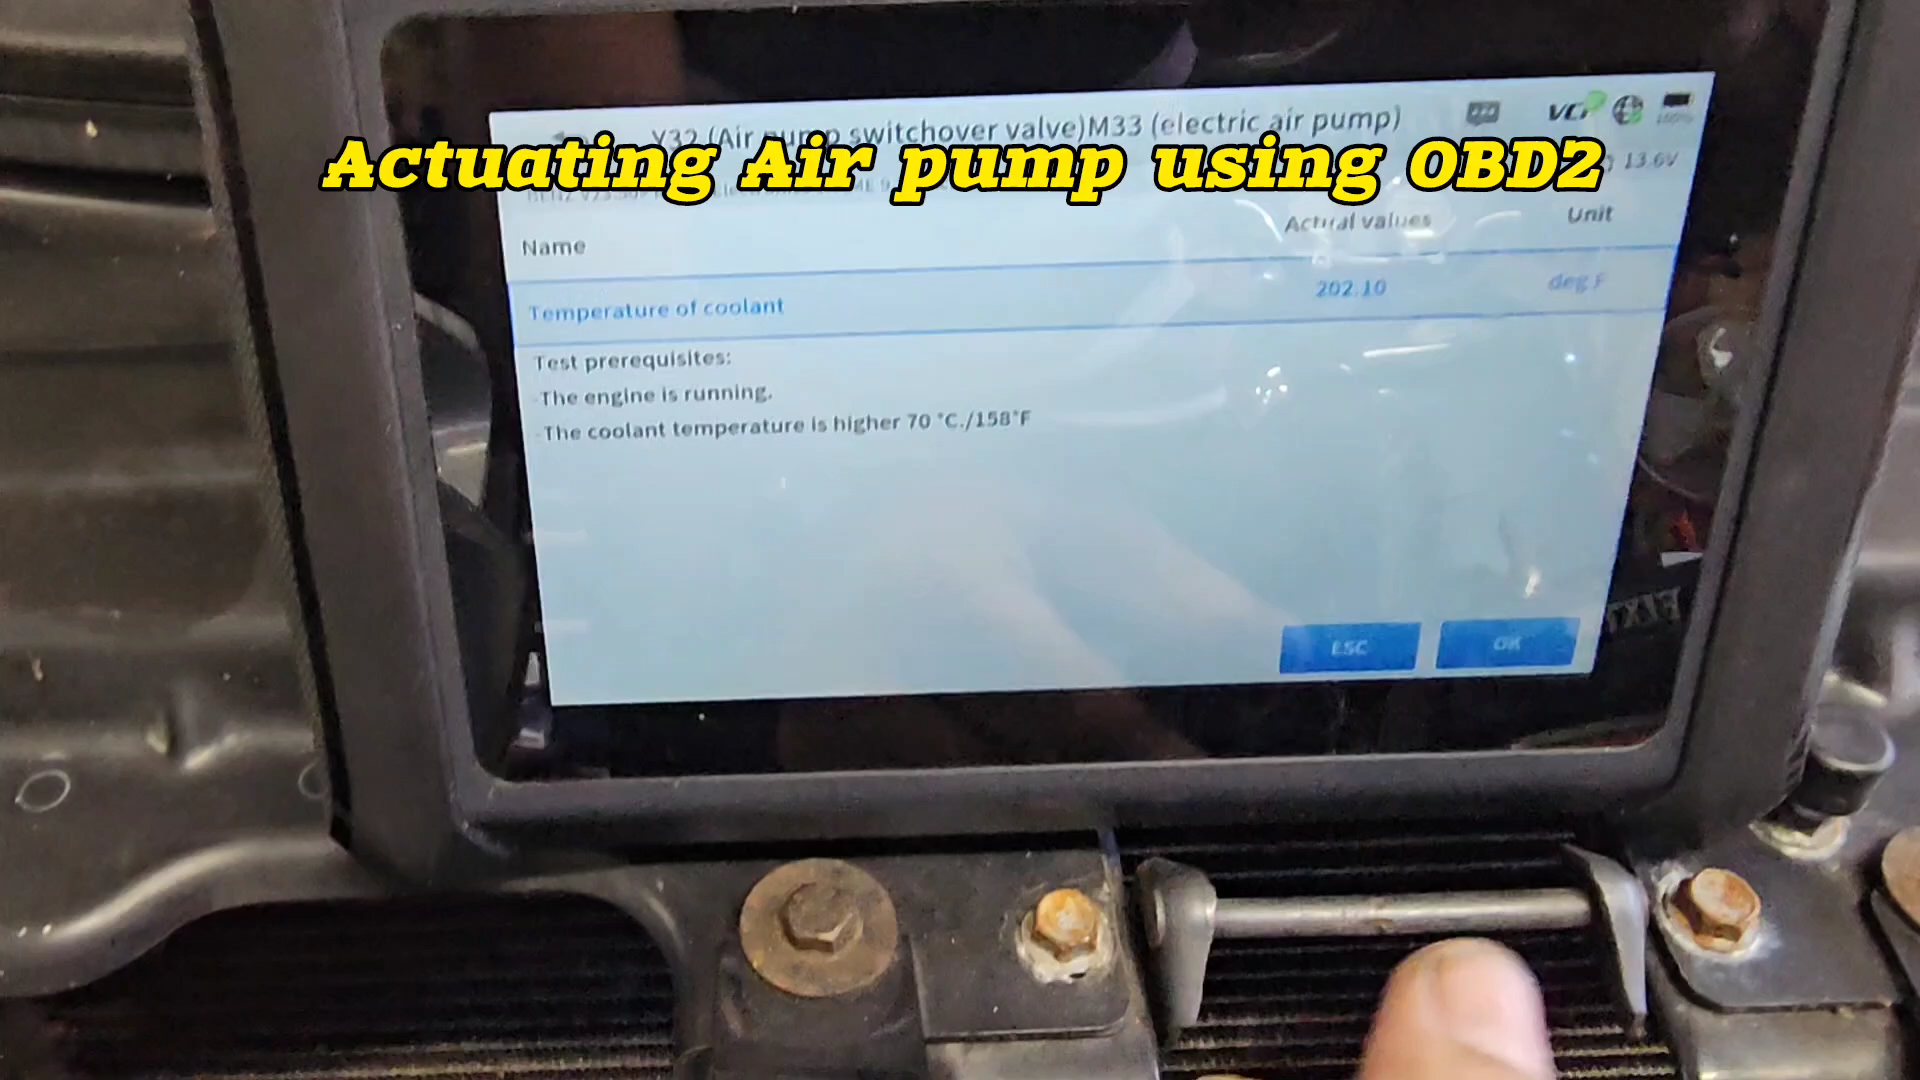 Y32 (Air pump switchover valve)M33 (electric air pump)
VCI
Actuating Air pump using OBD2
13.6V
Name Actual values Unit
Temperature of coolant 202.10 deg F
Test prerequisites:
-The engine is running.
-The coolant temperature is higher 70 °C./158°F
ESC OK